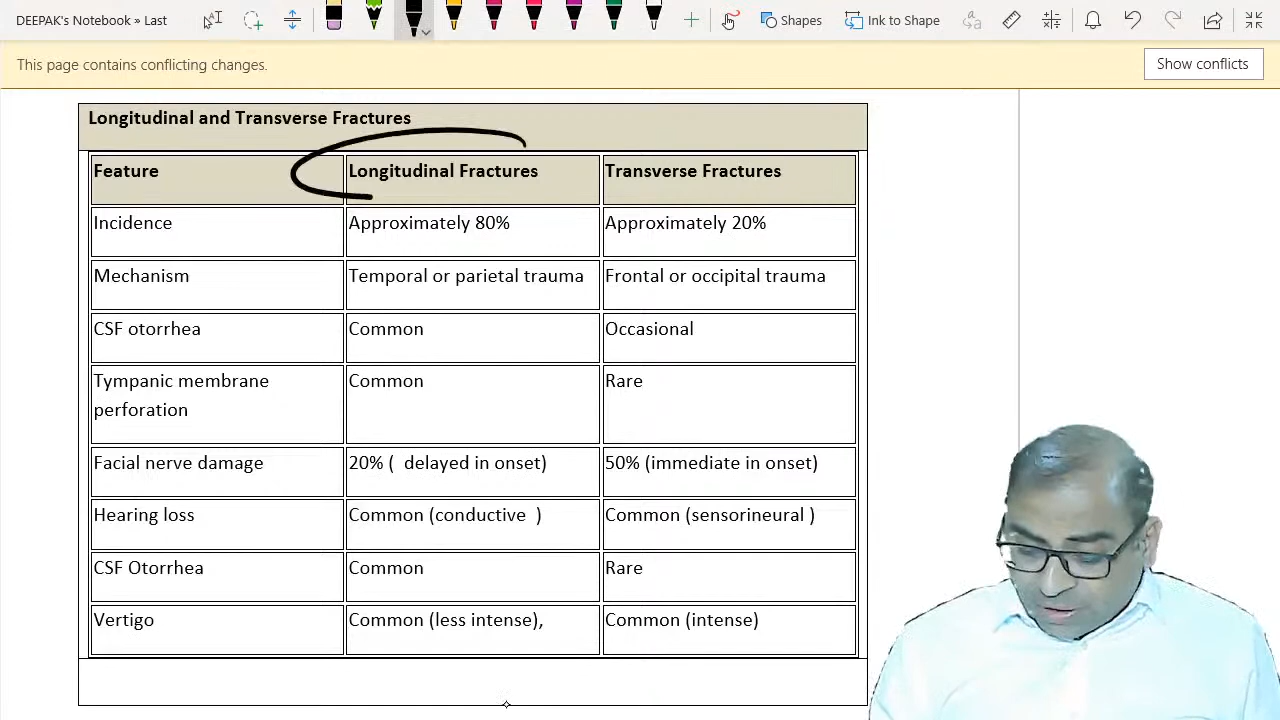 DEEPAK's Notebook » Last
Shapes
Ink to Shape
This page contains conflicting changes.
Show conflicts
Longitudinal and Transverse Fractures
Feature Longitudinal Fractures Transverse Fractures
Incidence Approximately 80% Approximately 20%
Mechanism Temporal or parietal trauma Frontal or occipital trauma
CSF otorrhea Common Occasional
Tympanic membrane Common Rare
perforation
Facial nerve damage 20% ( delayed in onset) 50% (immediate in onset)
Hearing loss Common (conductive ) Common (sensorineural )
CSF Otorrhea Common Rare
Vertigo Common (less intense), Common (intense)